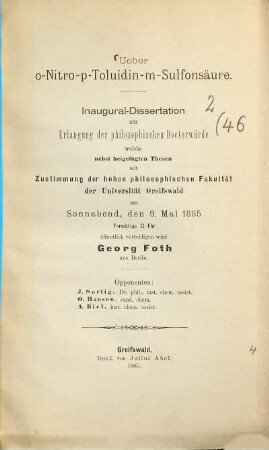 Ueber
o-Nitro-p-Toluidin-m-Sulfonsäure.
Inaugural-Dissertation
zur
Erlangung der philosophischen Doctorwürde
welche
nebst beigefügten Thesen
mit
Zustimmung der hohen philosophischen Fakultät
der Universität Greifswald
am
Sonnabend, den 9. Mai 1885
Vormittags 11 Uhr
öffentlich vertheidigen wird
Georg Foth
aus Berlin.
Opponenten:
J. Sartig, Dr. phil., inst. chem. assist.
O. Hansen, cand. chem.
A. Biel, inst. chem. assist.
Greifswald.
Druck von Julius Abel.
1885.
2
(46
4